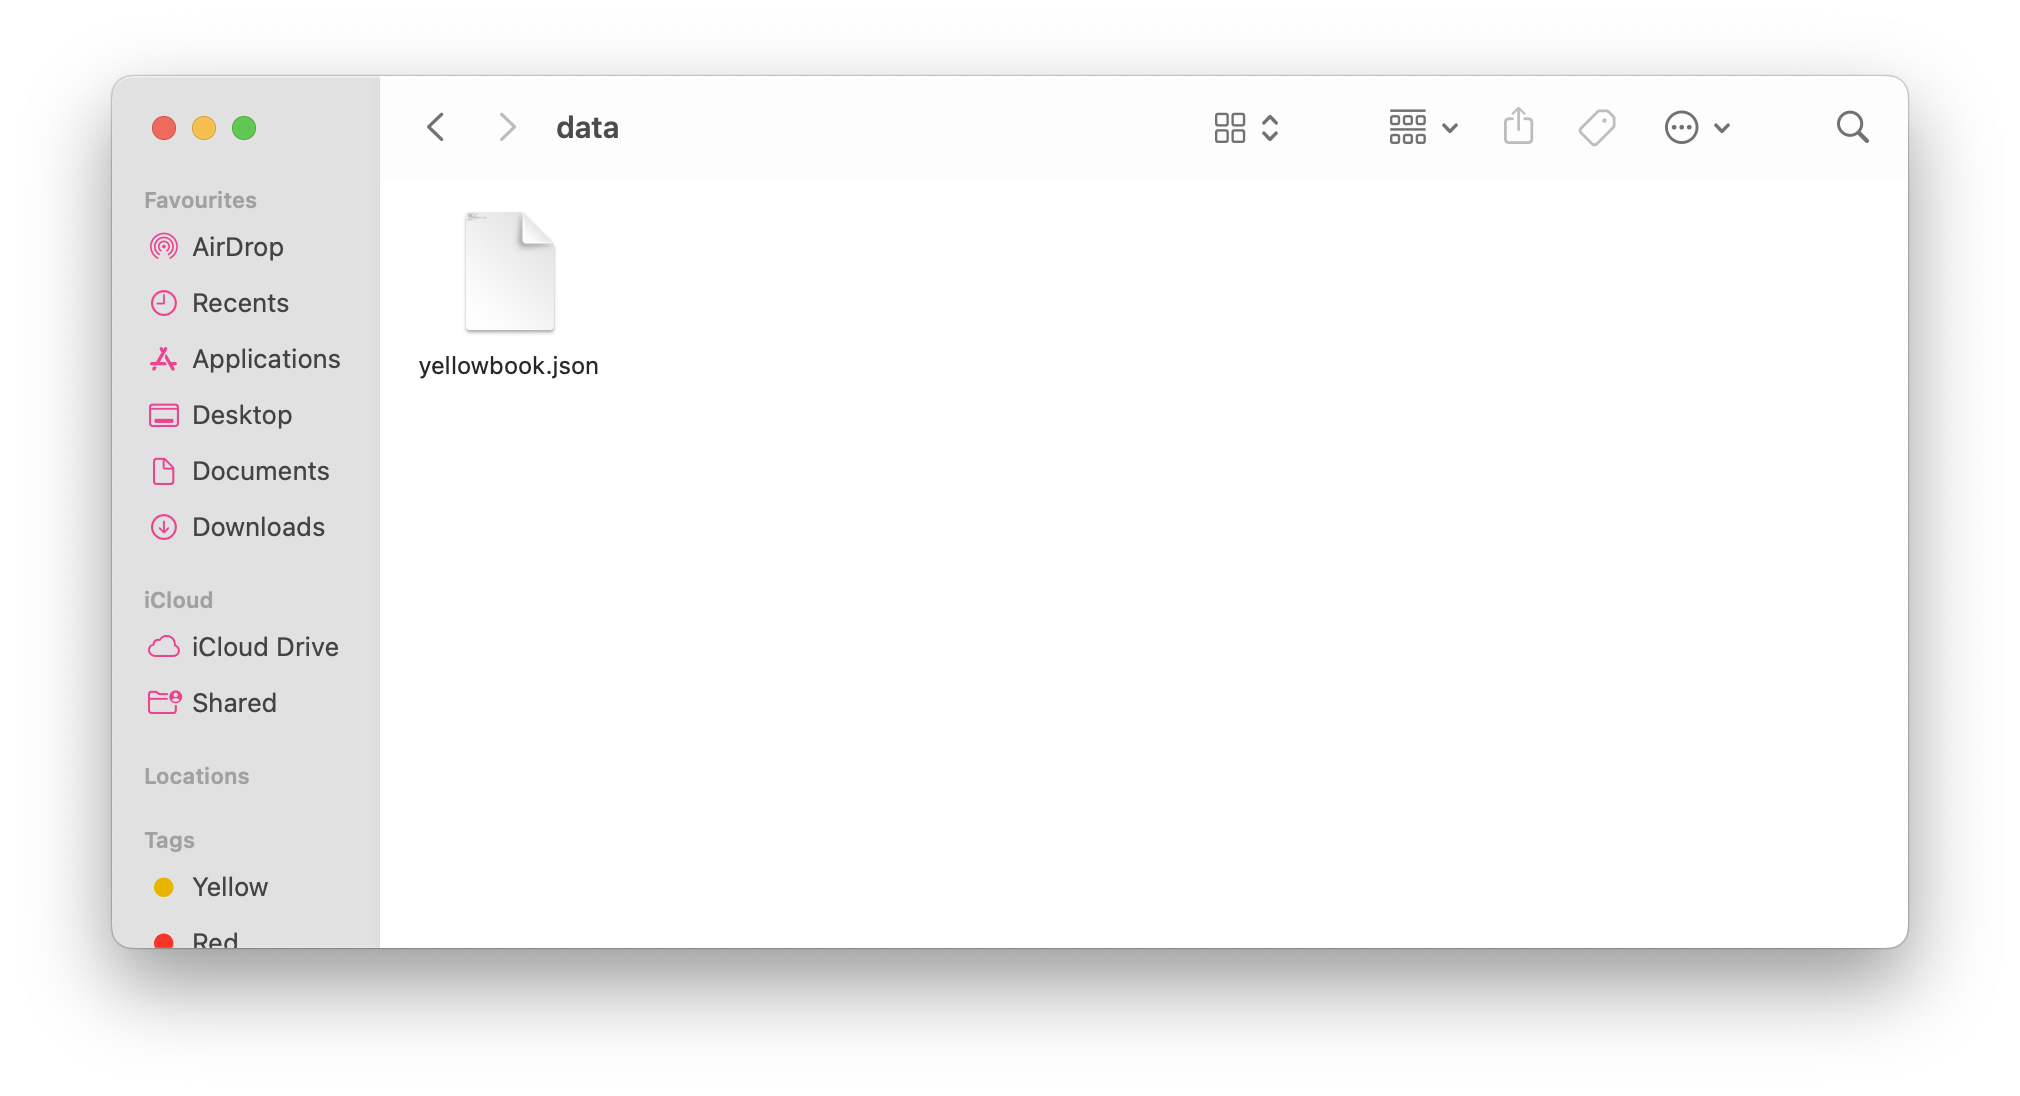 data
Favourites
AirDrop
Recents
Applications
Desktop
Documents
Downloads
iCloud
iCloud Drive
Shared
Locations
Tags
Yellow
Red
yellowbook.json